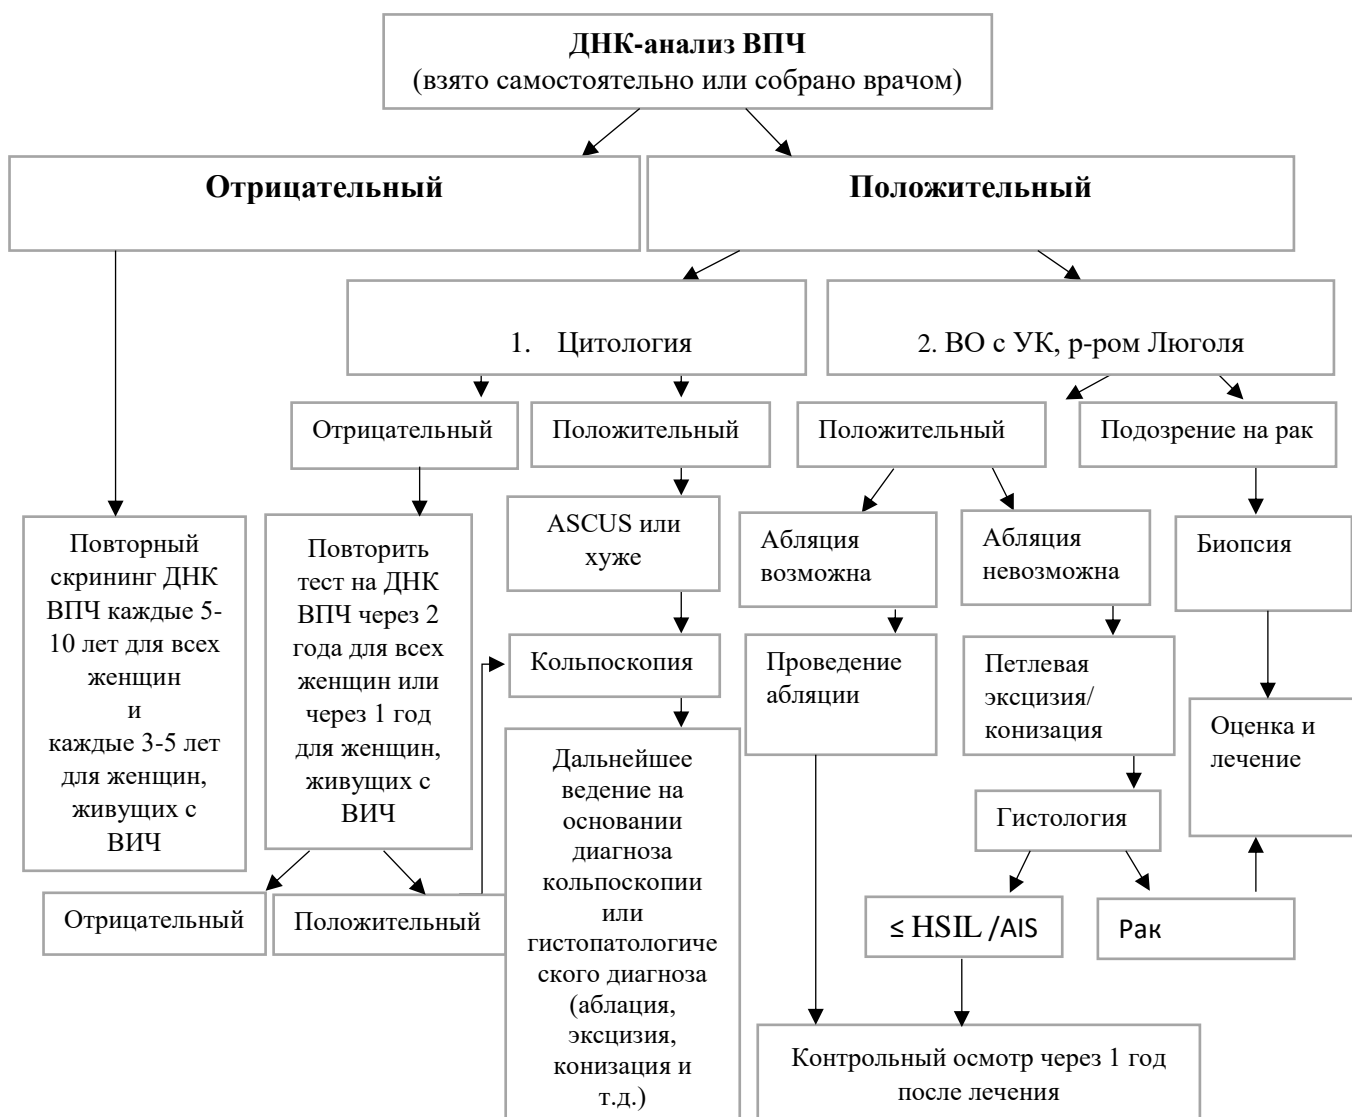 ДНК-анализ ВПЧ
(взято самостоятельно или собрано врачом)
Отрицательный
Положительный
1. Цитология
2. ВО с УК, р-ром Люголя
Отрицательный
Положительный
Положительный
Подозрение на рак
Повторный
скрининг ДНК
ВПЧ каждые 5-
10 лет для всех
женщин
и
каждые 3-5 лет
для женщин,
живущих с
ВИЧ
Повторить
тест на ДНК
ВПЧ через 2
года для всех
женщин или
через 1 год
для женщин,
живущих с
ВИЧ
ASCUS или
хуже
Абляция
возможна
Абляция
невозможна
Биопсия
Кольпоскопия
Проведение
абляции
Петлевая
эксцизия/
конизация
Оценка и
лечение
Дальнейшее
ведение на
основании
диагноза
кольпоскопии
или
гистопатологиче
ского диагноза
(аблация,
эксцизия,
конизация и
т.д.)
Гистология
Отрицательный
Положительный
≤ HSIL /AIS
Рак
Контрольный осмотр через 1 год
после лечения